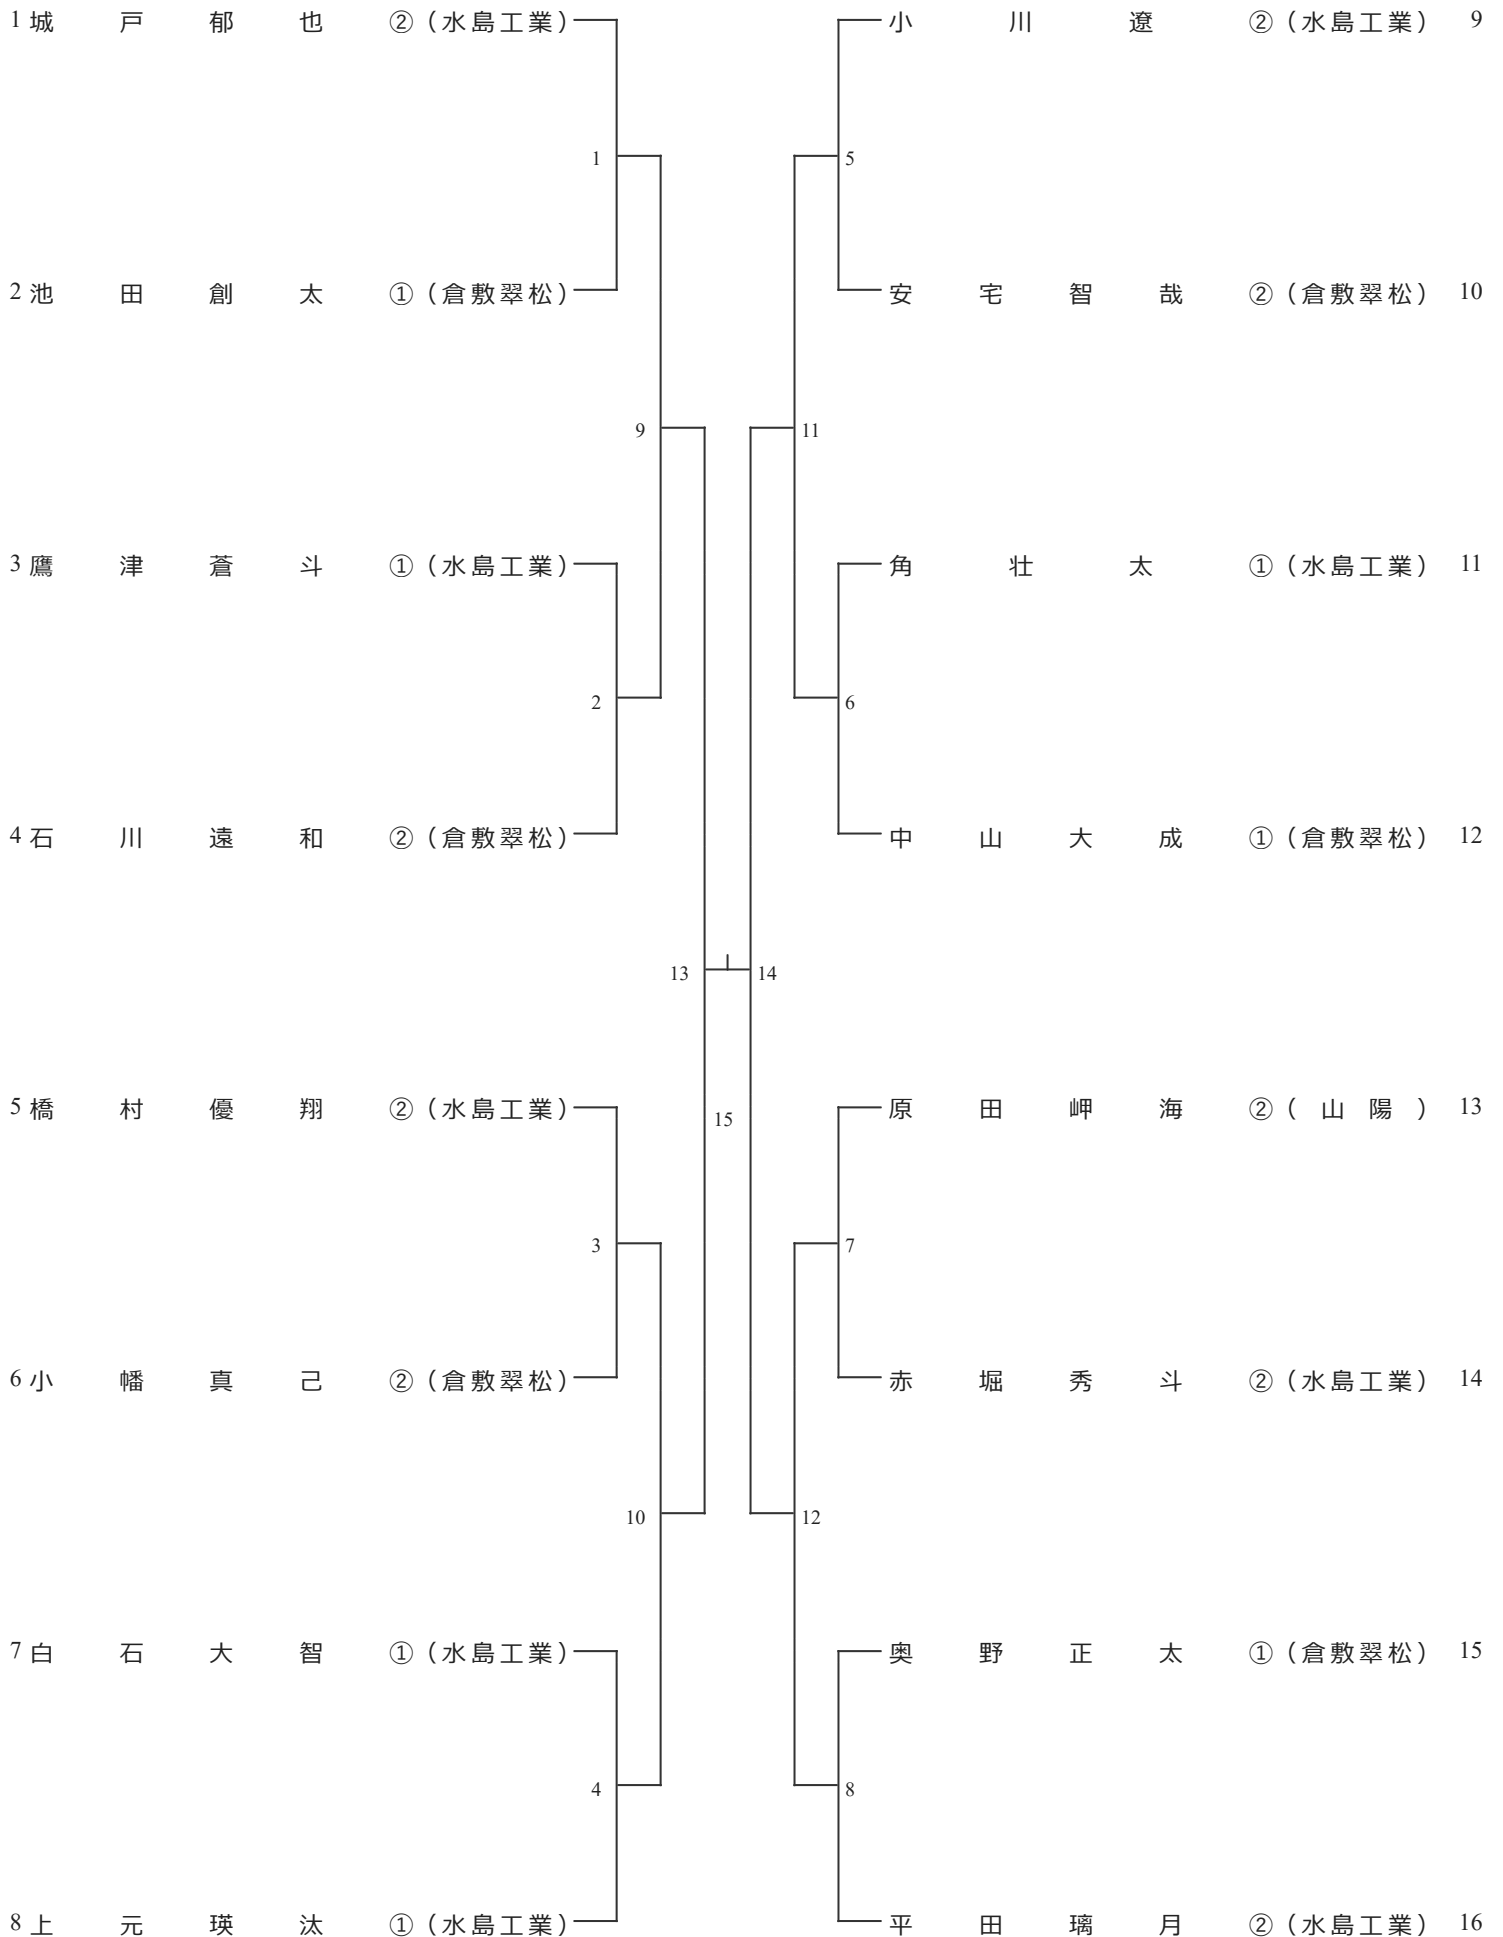 1 城戸郁也 ②（水島工業）
2 池田創太 ①（倉敷翠松）
3 鷹津蒼斗 ①（水島工業）
4 石川遠和 ②（倉敷翠松）
5 橋村優翔 ②（水島工業）
6 小幡真己 ②（倉敷翠松）
7 白石大智 ①（水島工業）
8 上元瑛汰 ①（水島工業）
1
2
3
4
9
10
13
15
14
11
12
5
6
7
8
小川遼 ②（水島工業） 9
安宅智哉 ②（倉敷翠松） 10
角壮太 ①（水島工業） 11
中山大成 ①（倉敷翠松） 12
原田岬海 ②（山陽） 13
赤堀秀斗 ②（水島工業） 14
奥野正太 ①（倉敷翠松） 15
平田璃月 ②（水島工業） 16